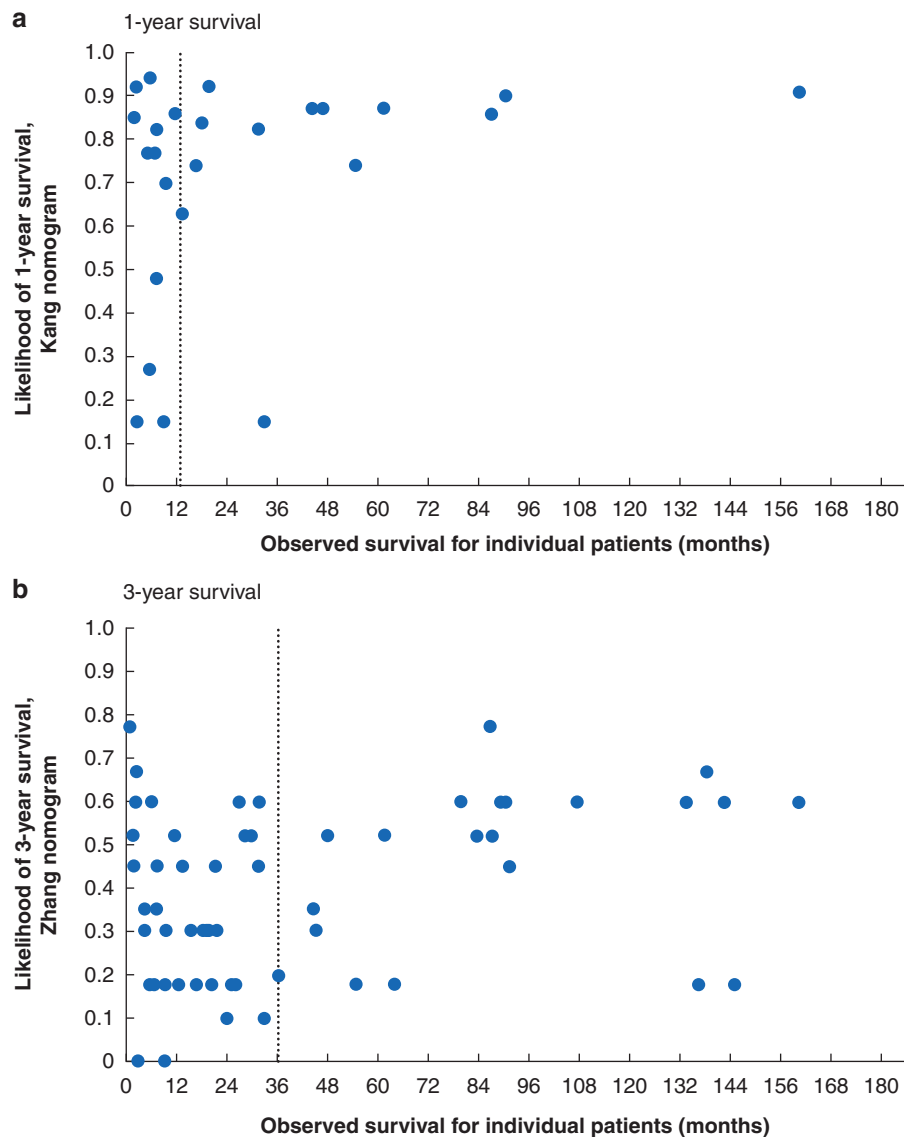 a
1-year survival
1.0
0.9
0.8
0.7
0.6
0.5
0.4
0.3
0.2
0.1
0
Likelihood of 1-year survival,
Kang nomogram
0 12 24 36 48 60 72 84 96 108 120 132 144 156 168 180
Observed survival for individual patients (months)
b
3-year survival
1.0
0.9
0.8
0.7
0.6
0.5
0.4
0.3
0.2
0.1
0
Likelihood of 3-year survival,
Zhang nomogram
0 12 24 36 48 60 72 84 96 108 120 132 144 156 168 180
Observed survival for individual patients (months)